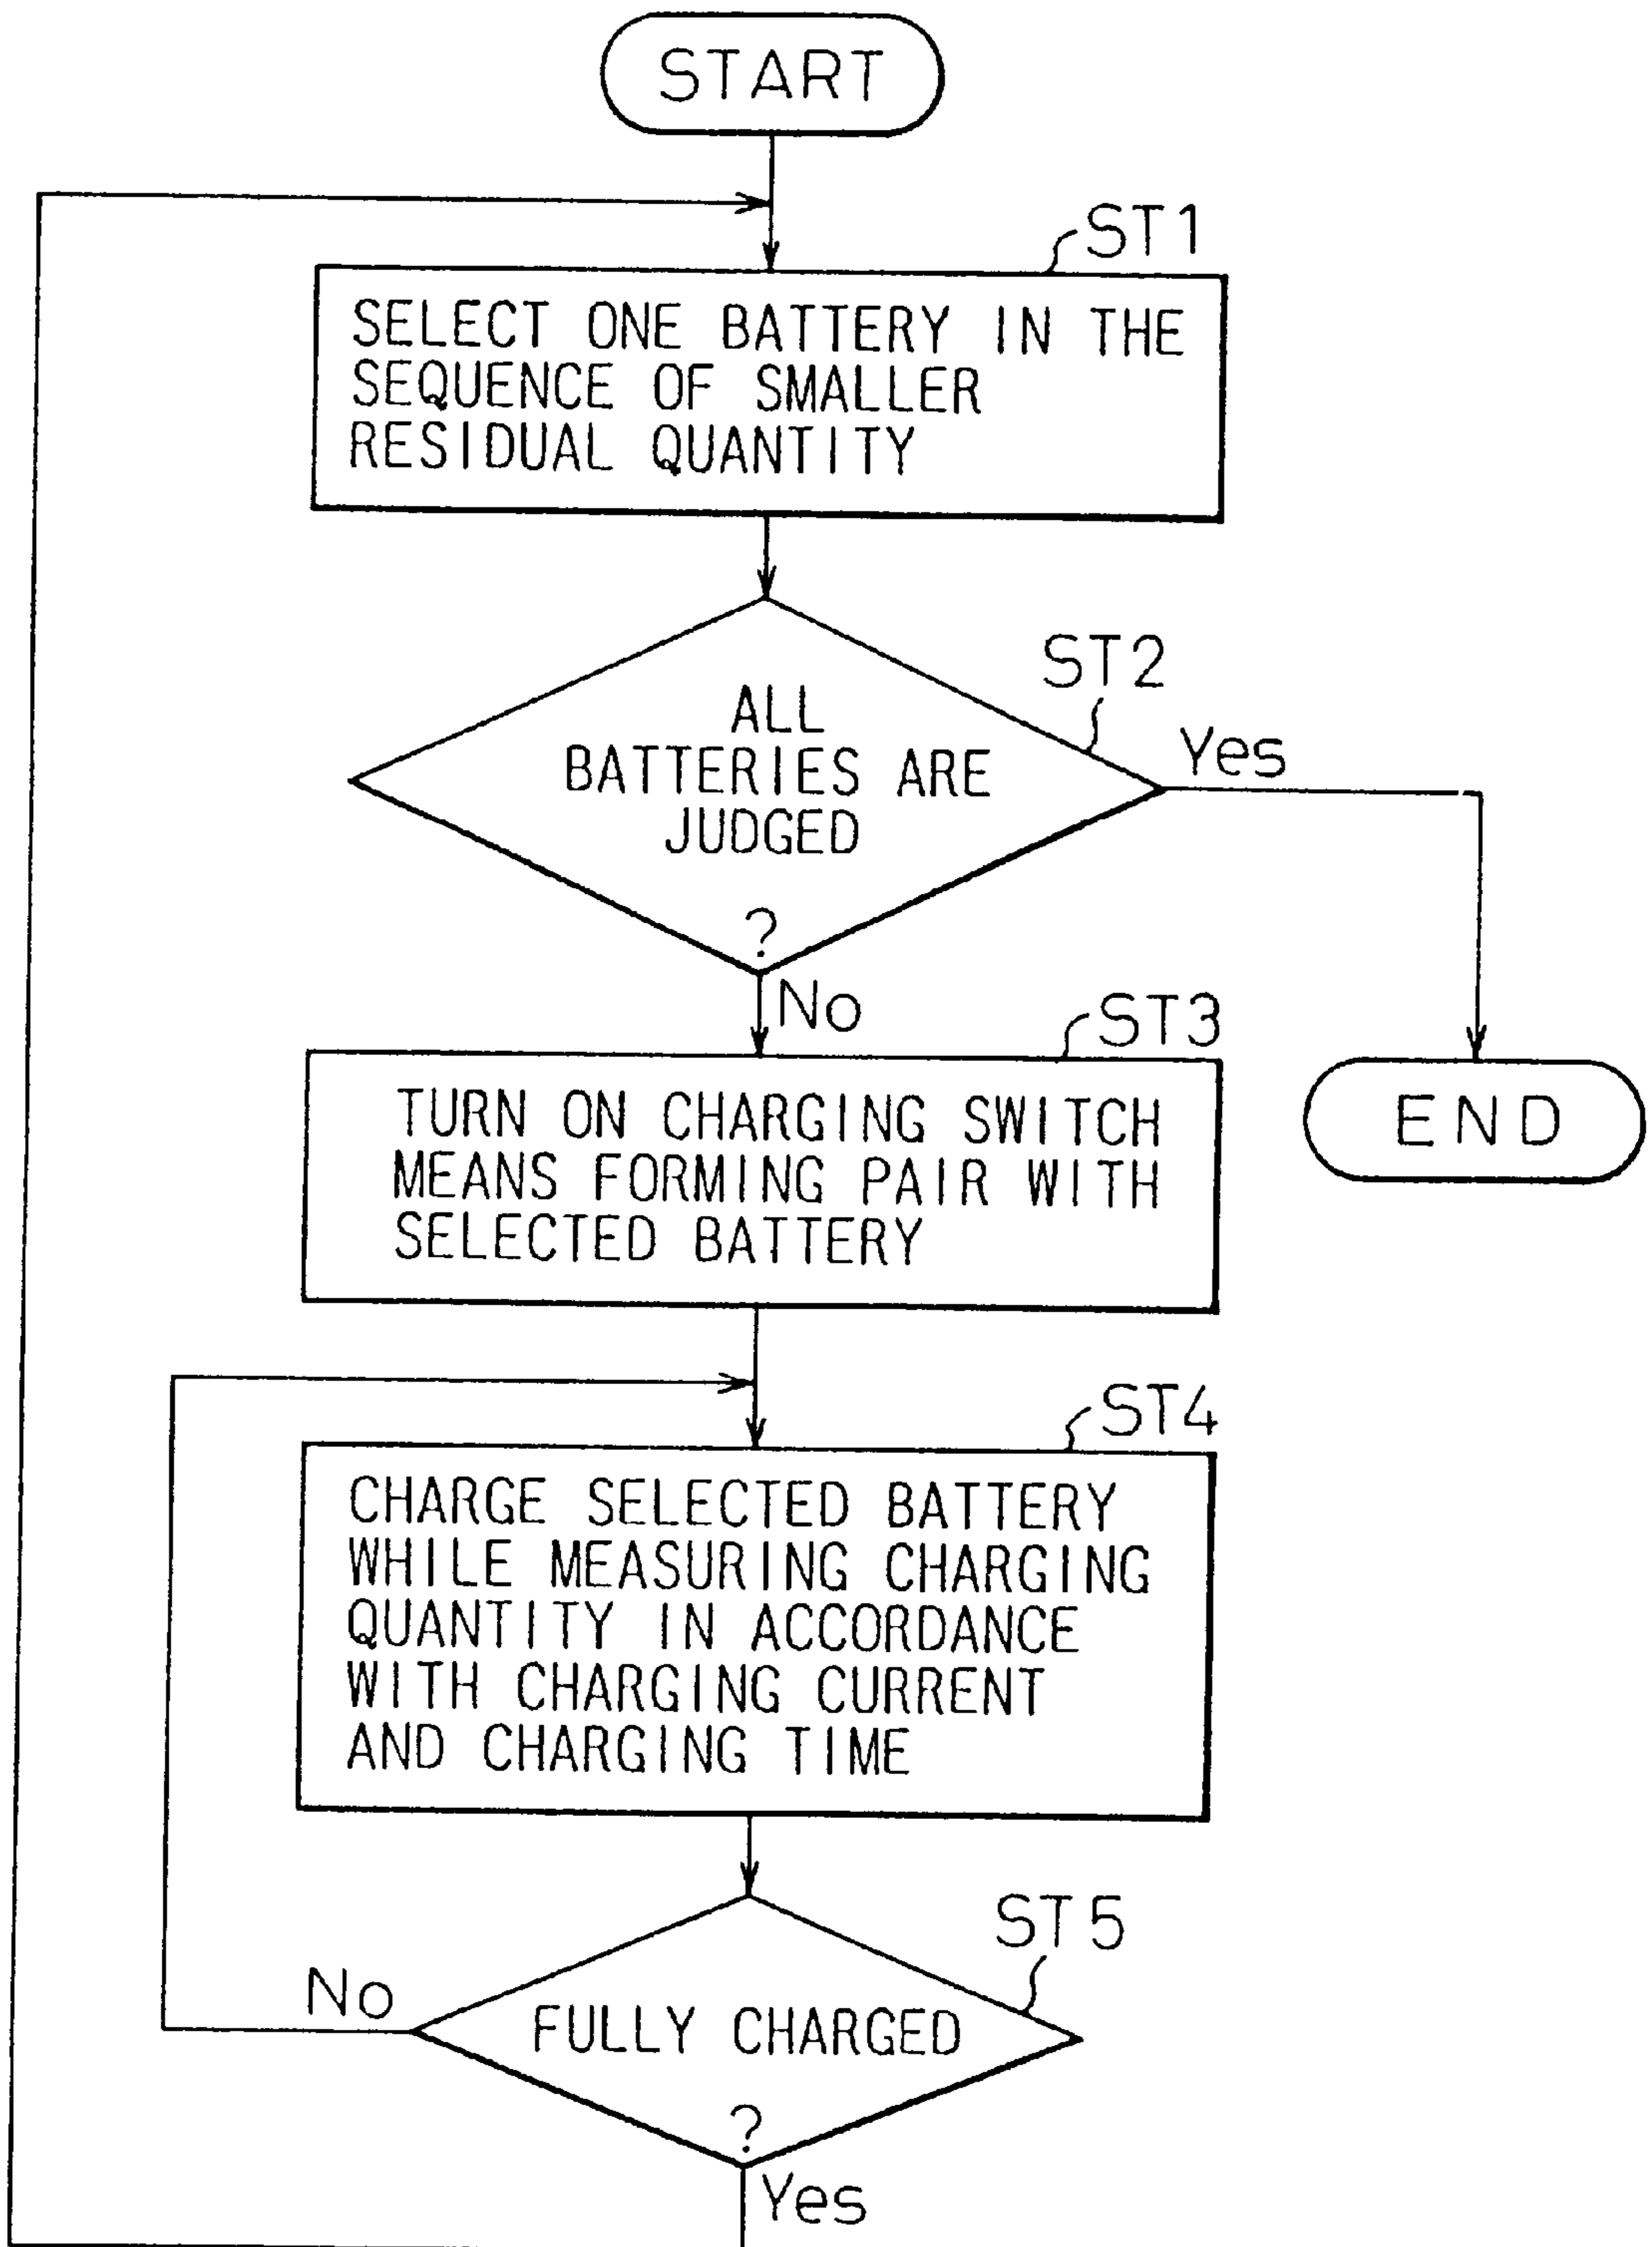 START
ST1
SELECT ONE BATTERY IN THE
SEQUENCE OF SMALLER
RESIDUAL QUANTITY
ST2
ALL
BATTERIES ARE
JUDGED
?
Yes
No
ST3
TURN ON CHARGING SWITCH
MEANS FORMING PAIR WITH
SELECTED BATTERY
END
ST4
CHARGE SELECTED BATTERY
WHILE MEASURING CHARGING
QUANTITY IN ACCORDANCE
WITH CHARGING CURRENT
AND CHARGING TIME
ST5
No
FULLY CHARGED
?
Yes